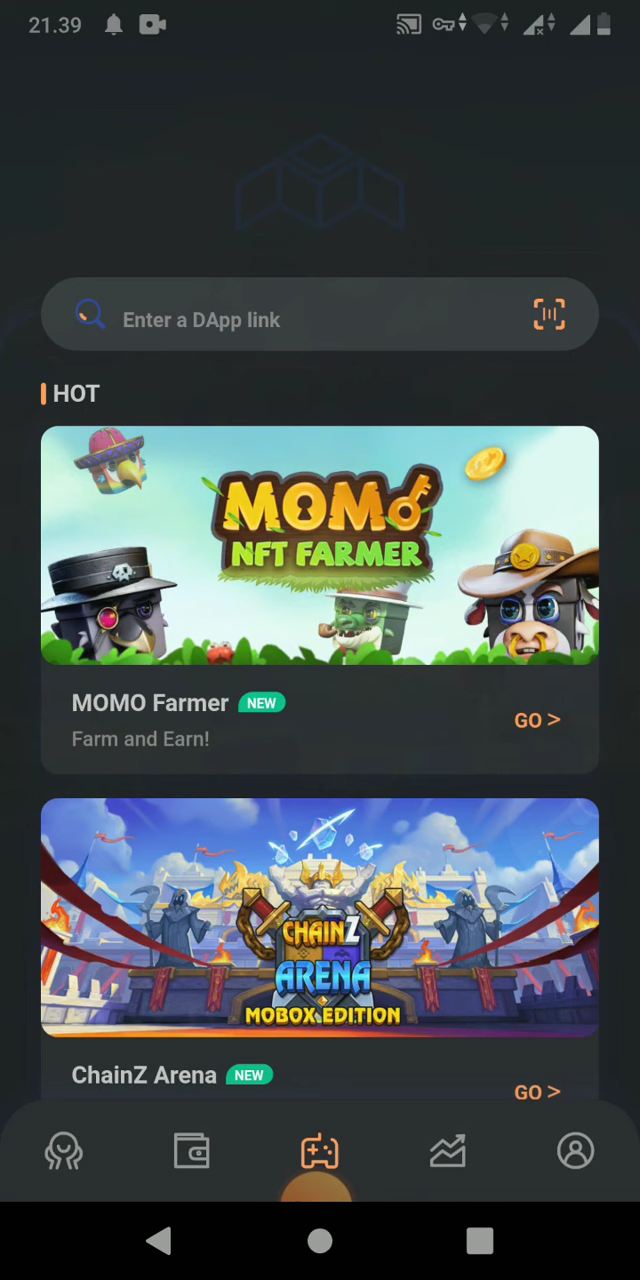 21.39
Enter a DApp link
HOT
MOMO
NFT FARMER
MOMO Farmer NEW
GO >
Farm and Earn!
CHAINZ
ARENA
MOBOX EDITION
ChainZ Arena NEW
GO >